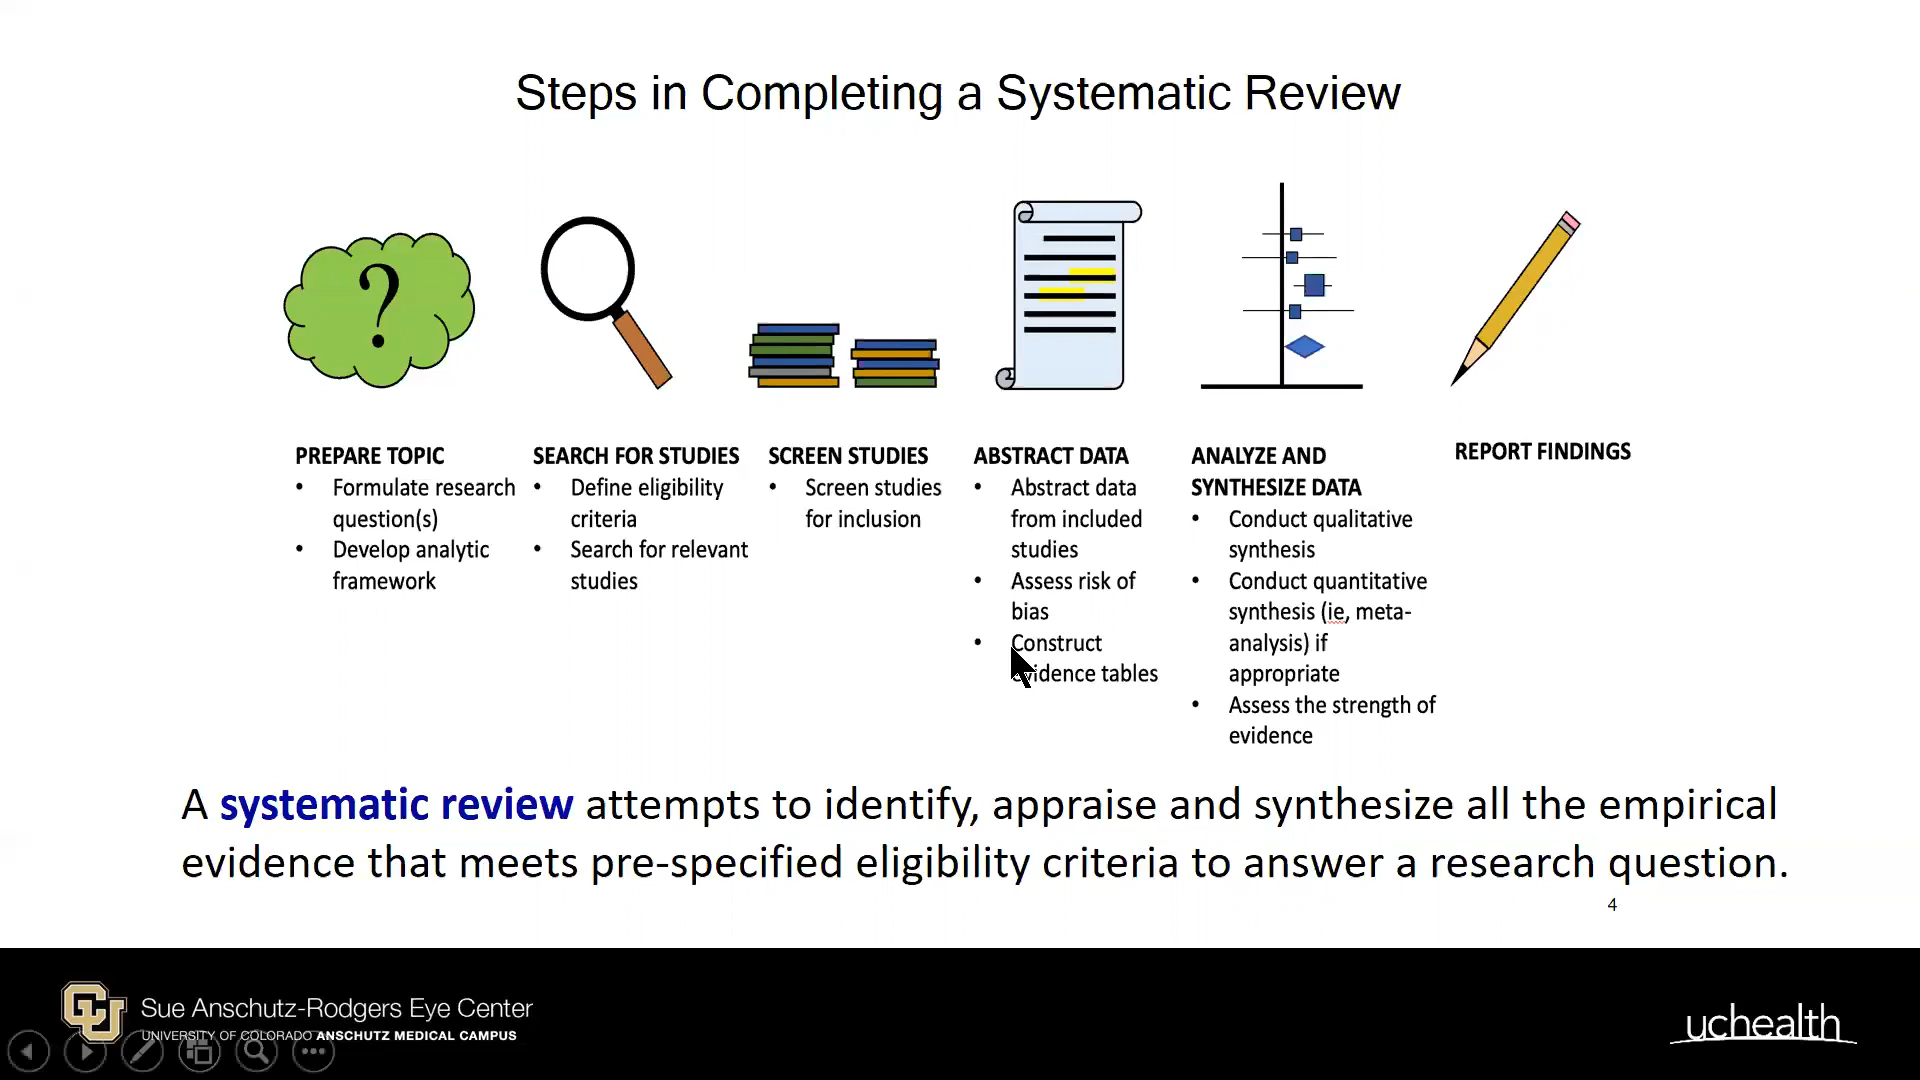 Steps in Completing a Systematic Review
?
PREPARE TOPIC
• Formulate research
question(s)
• Develop analytic
framework
SEARCH FOR STUDIES
• Define eligibility
criteria
• Search for relevant
studies
SCREEN STUDIES
• Screen studies
for inclusion
ABSTRACT DATA
• Abstract data
from included
studies
• Assess risk of
bias
• Construct
evidence tables
ANALYZE AND
SYNTHESIZE DATA
• Conduct qualitative
synthesis
• Conduct quantitative
synthesis (ie, meta-
analysis) if
appropriate
• Assess the strength of
evidence
REPORT FINDINGS
A systematic review attempts to identify, appraise and synthesize all the empirical
evidence that meets pre-specified eligibility criteria to answer a research question.
4
CU
Sue Anschutz-Rodgers Eye Center
UNIVERSITY OF COLORADO ANSCHUTZ MEDICAL CAMPUS
uchealth